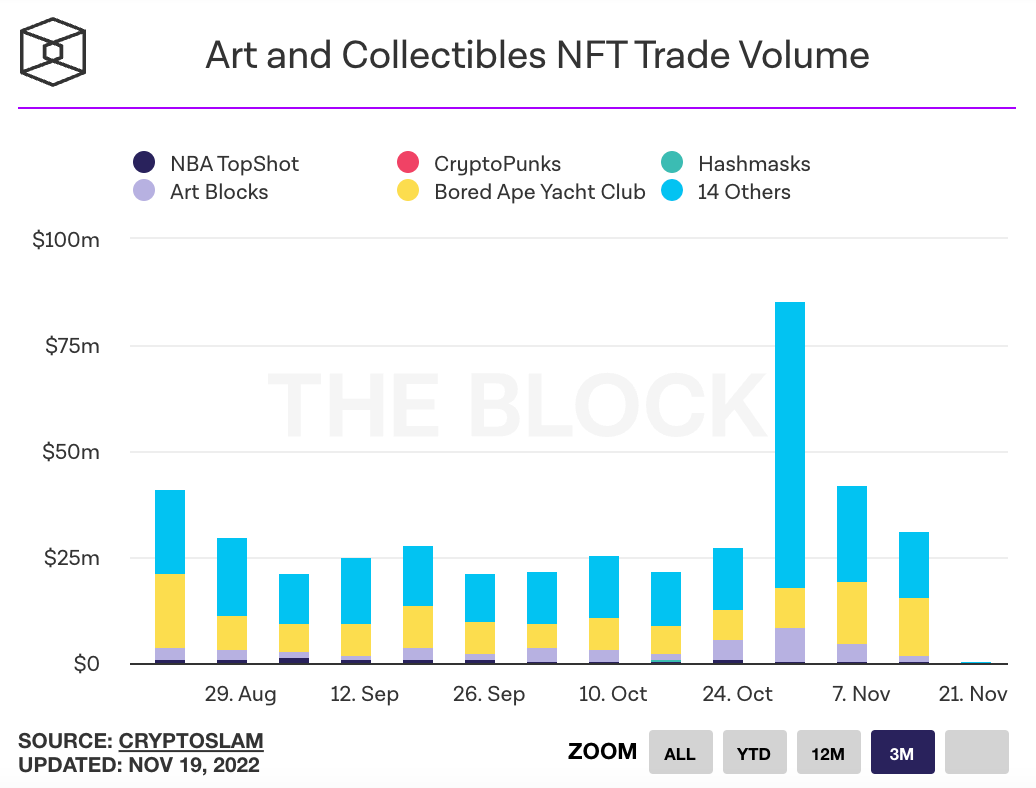 Art and Collectibles NFT Trade Volume
NBA TopShot
CryptoPunks
Hashmasks
Art Blocks
Bored Ape Yacht Club
14 Others
$100m
$75m
THE BLOCK
$50m
$25m
$0
29. Aug
12. Sep
26. Sep
10. Oct
24. Oct
7. Nov
21. Nov
SOURCE: CRYPTOSLAM
UPDATED: NOV 19, 2022
ZOOM
ALL
YTD
12M
3M